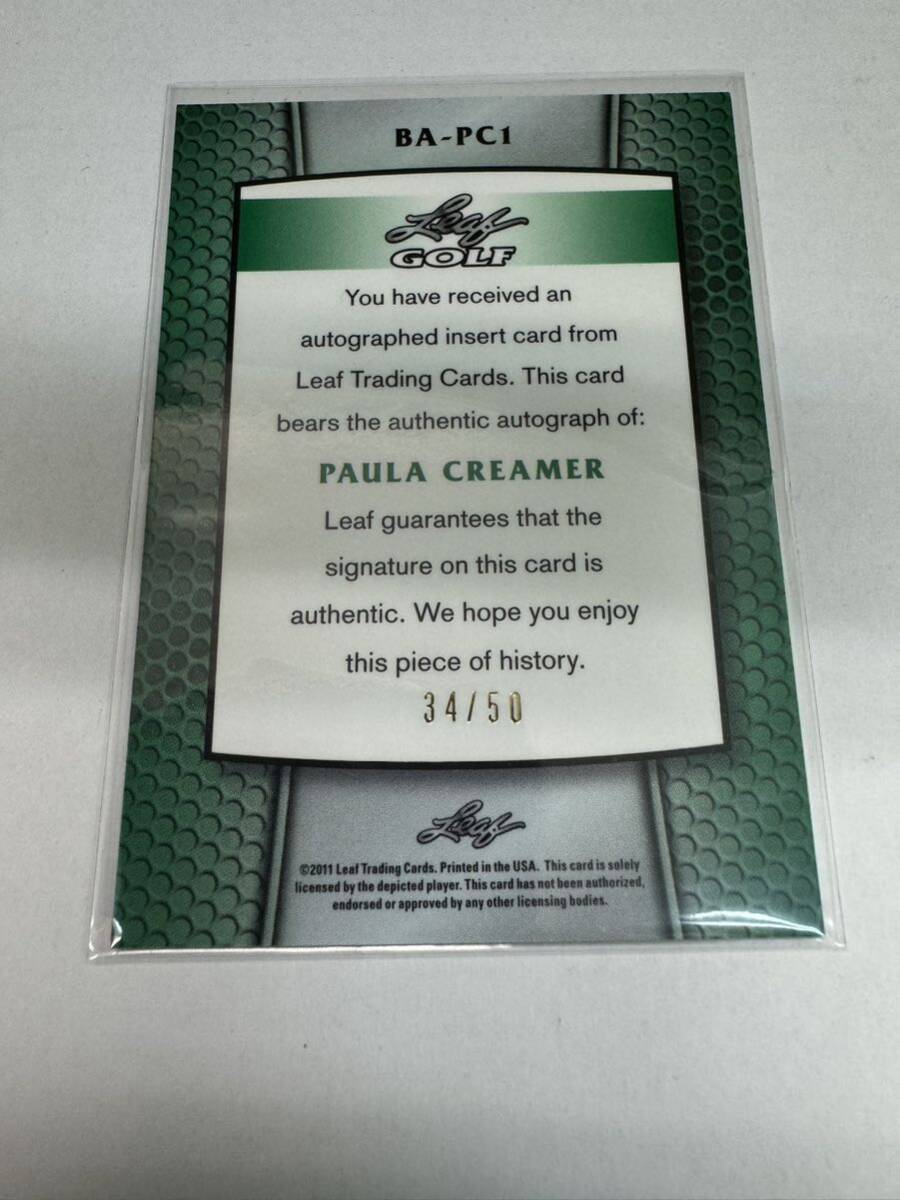 BA-PC1
Leaf
GOLF
You have received an
autographed insert card from
Leaf Trading Cards. This card
bears the authentic autograph of:
PAULA CREAMER
Leaf guarantees that the
signature on this card is
authentic. We hope you enjoy
this piece of history.
34/50
Leaf
©2011 Leaf Trading Cards. Printed in the USA. This card is solely
licensed by the depicted player. This card has not been authorized,
endorsed or approved by any other licensing bodies.